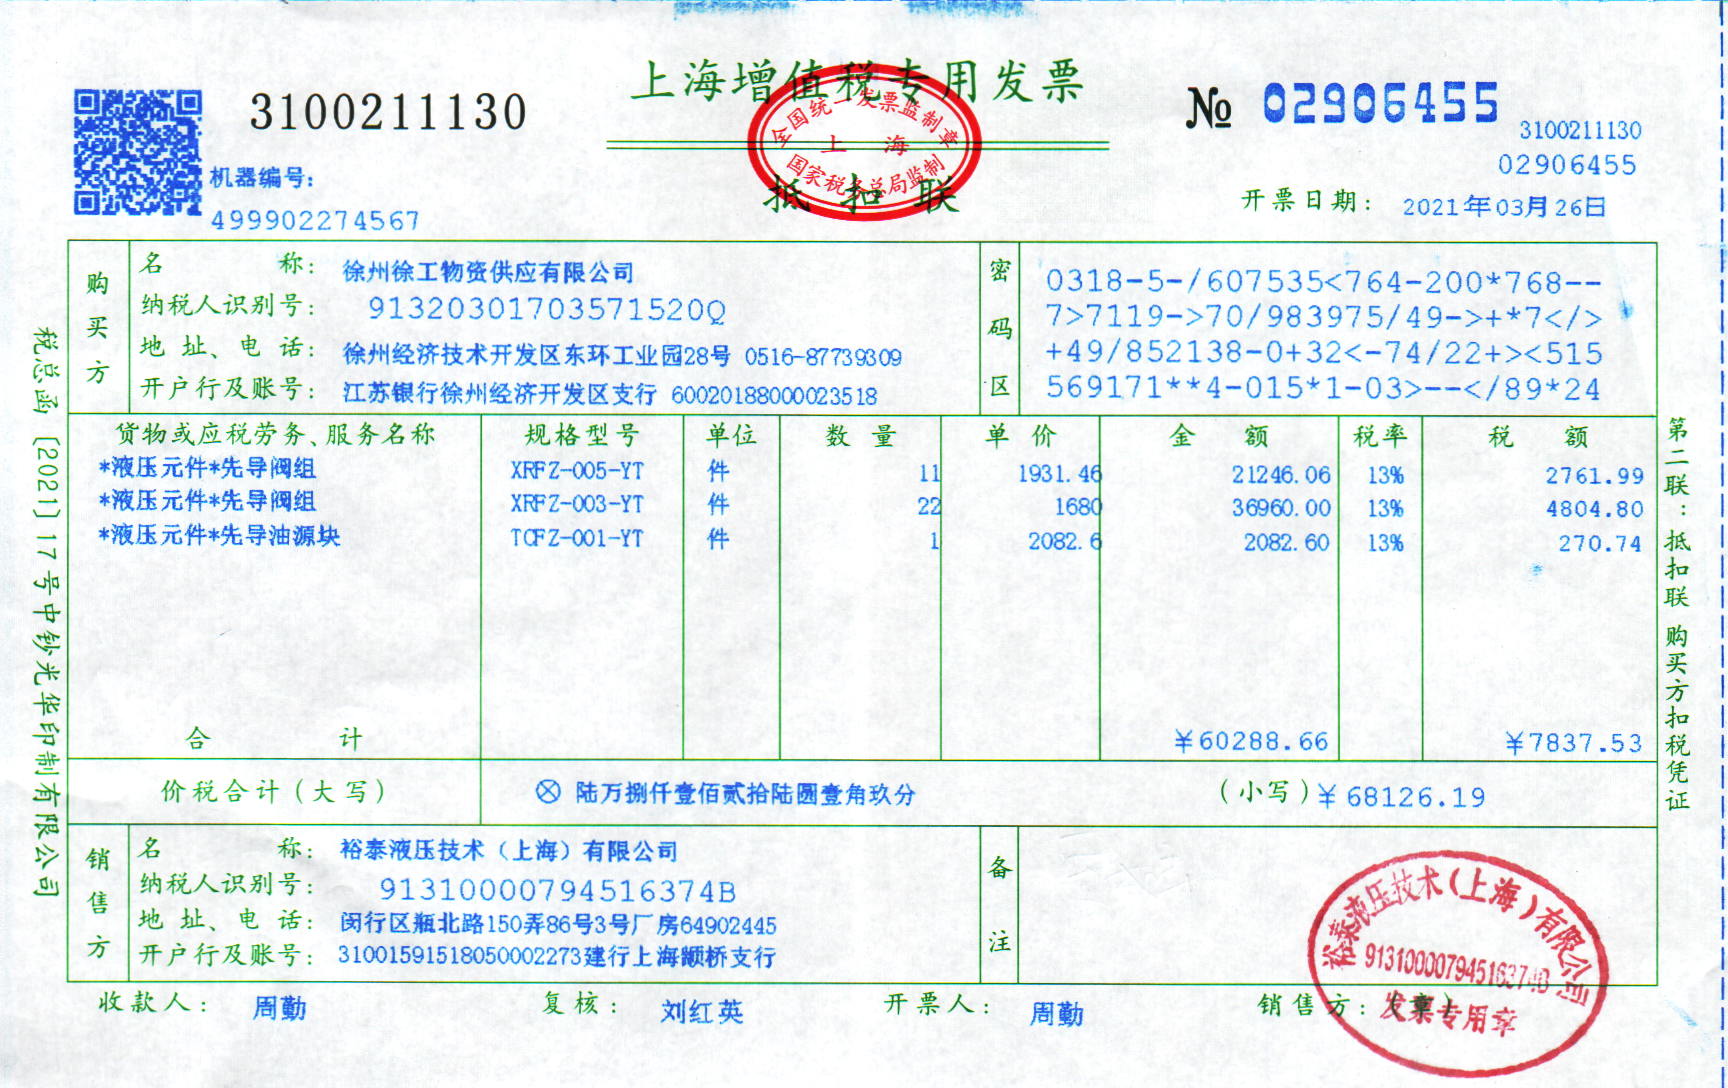 上海增值税专用发票
3100211130
№ 02906455
3100211130
02906455
全国统一发票监制章
上海
国家税务总局监制
抵扣联
机器编号:
499902274567
开票日期: 2021年03月26日
购买方
名称: 徐州徐工物资供应有限公司
纳税人识别号: 91320301703571520Q
地址、电话: 徐州经济技术开发区东环工业园28号 0516-87739309
开户行及账号: 江苏银行徐州经济开发区支行 60020188000023518
密码区
0318-5-/607535<764-200*768--
7>7119->70/983975/49->+*7</>
+49/852138-0+32<-74/22+><515
569171**4-015*1-03>--</89*24
货物或应税劳务、服务名称 规格型号 单位 数量 单价 金额 税率 税额
*液压元件*先导阀组 XRFZ-005-YT 件 11 1931.46 21246.06 13% 2761.99
*液压元件*先导阀组 XRFZ-003-YT 件 22 1680 36960.00 13% 4804.80
*液压元件*先导油源块 TCFZ-001-YT 件 1 2082.6 2082.60 13% 270.74
合计 ￥60288.66 ￥7837.53
价税合计(大写) ⊗ 陆万捌仟壹佰贰拾陆圆壹角玖分 (小写)￥68126.19
销售方
名称: 裕泰液压技术（上海）有限公司
纳税人识别号: 91310000794516374B
地址、电话: 闵行区瓶北路150弄86号3号厂房64902445
开户行及账号: 31001591518050002273建行上海颛桥支行
备注
收款人: 周勤 复核: 刘红英 开票人: 周勤 销售方:(章)
裕泰液压技术(上海)有限公司
91310000794516374B
发票专用章
税总函〔2021〕17号中钞光华印制有限公司
第二联:抵扣联 购买方扣税凭证